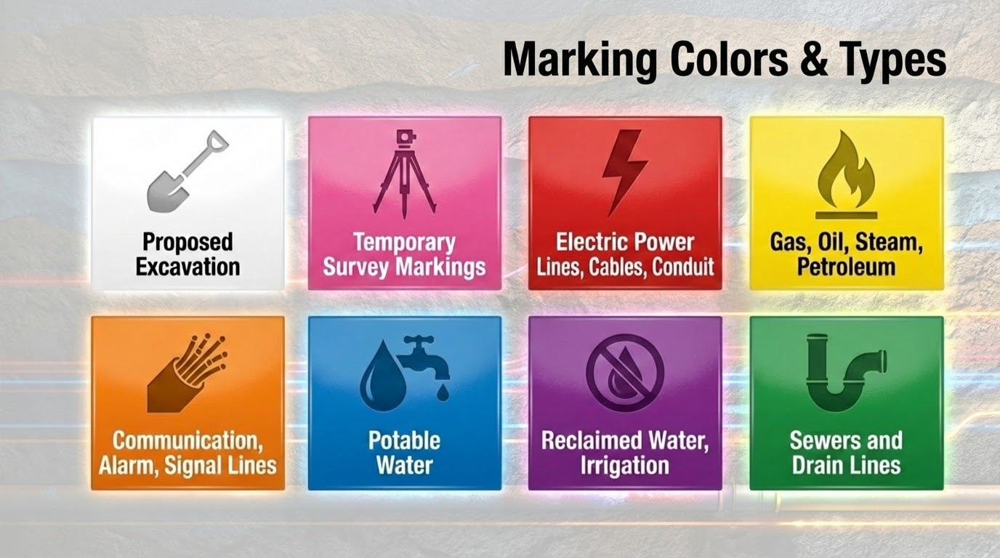 Marking Colors & Types
Proposed
Excavation
Temporary
Survey Markings
Electric Power
Lines, Cables, Conduit
Gas, Oil, Steam,
Petroleum
Communication,
Alarm, Signal Lines
Potable
Water
Reclaimed Water,
Irrigation
Sewers and
Drain Lines